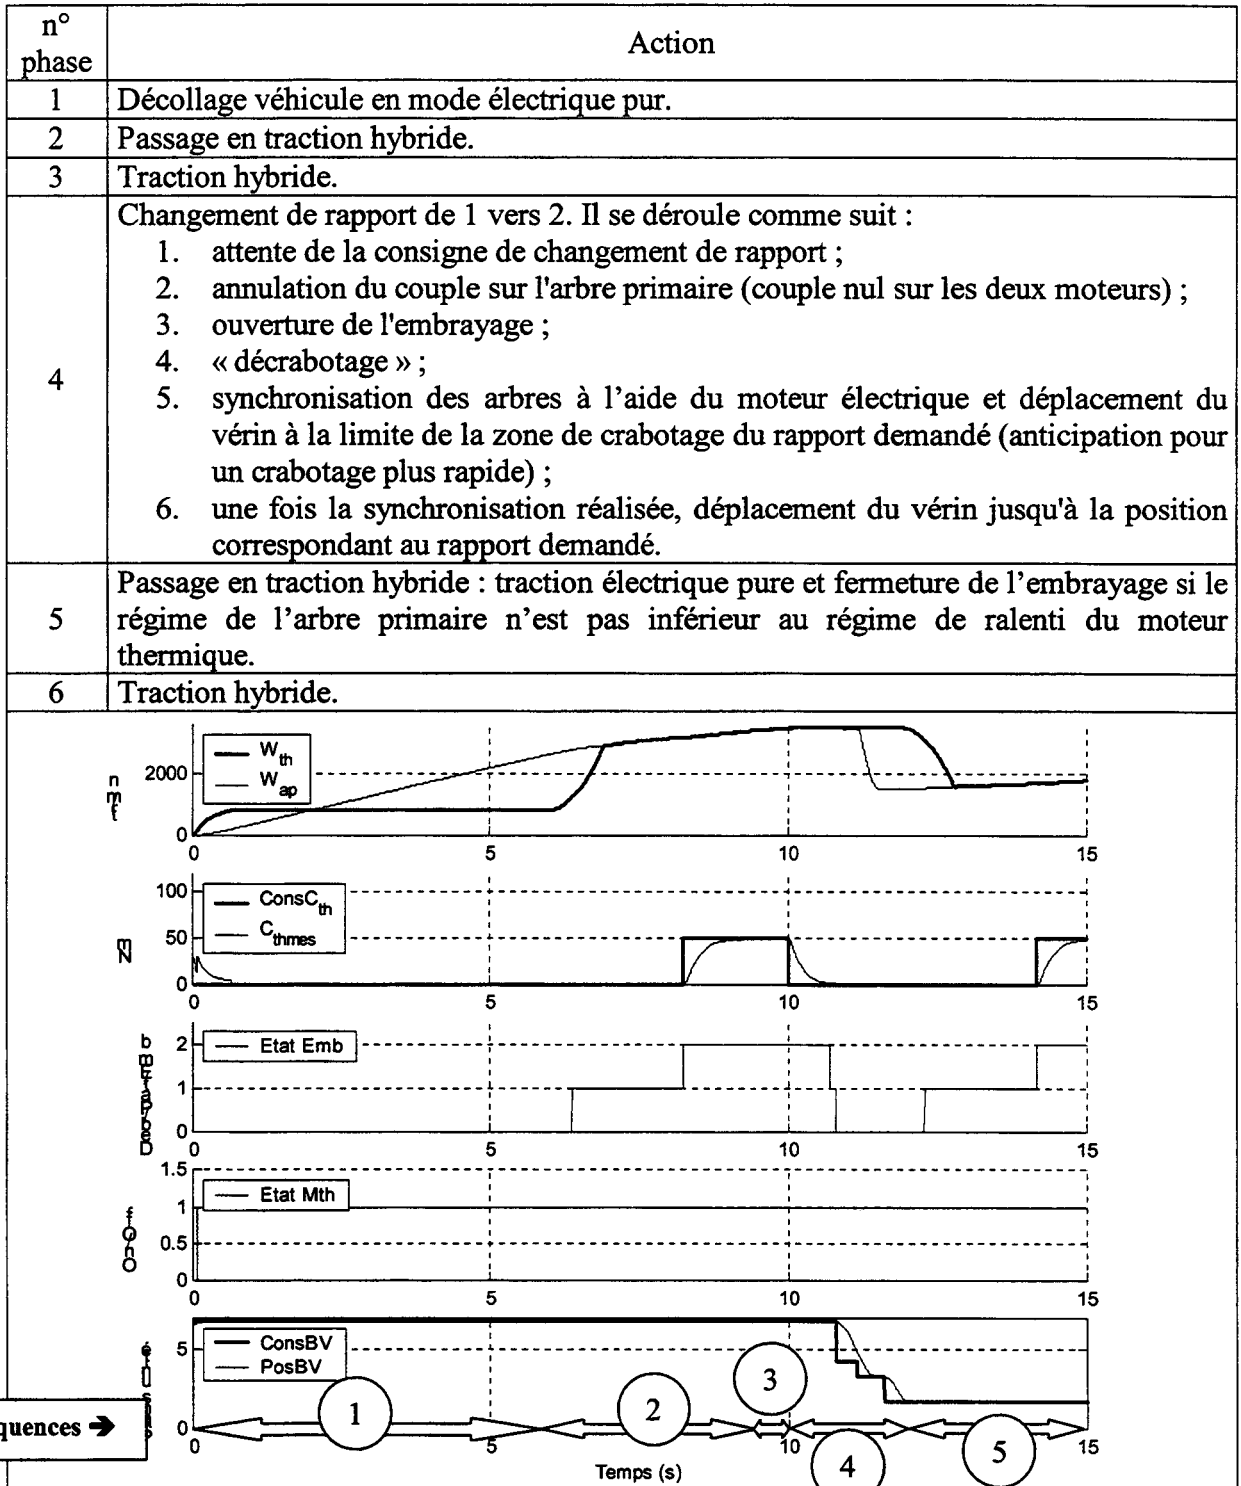 n°
phase
Action
1
Décollage véhicule en mode électrique pur.
2
Passage en traction hybride.
3
Traction hybride.
4
Changement de rapport de 1 vers 2. Il se déroule comme suit :
1. attente de la consigne de changement de rapport ;
2. annulation du couple sur l'arbre primaire (couple nul sur les deux moteurs) ;
3. ouverture de l'embrayage ;
4. « décrabotage » ;
5. synchronisation des arbres à l'aide du moteur électrique et déplacement du
vérin à la limite de la zone de crabotage du rapport demandé (anticipation pour
un crabotage plus rapide) ;
6. une fois la synchronisation réalisée, déplacement du vérin jusqu'à la position
correspondant au rapport demandé.
5
Passage en traction hybride : traction électrique pure et fermeture de l'embrayage si le
régime de l'arbre primaire n'est pas inférieur au régime de ralenti du moteur
thermique.
6
Traction hybride.
W th
W ap
2000
0
0 5 10 15
ConsC th
C thmes
100
50
0
0 5 10 15
Etat Emb
2
1
0
0 5 10 15
Etat Mth
1.5
1
0.5
0
0 5 10 15
ConsBV
PosBV
5
0
0 5 10 15
1
2
3
4
5
quences →
Temps (s)